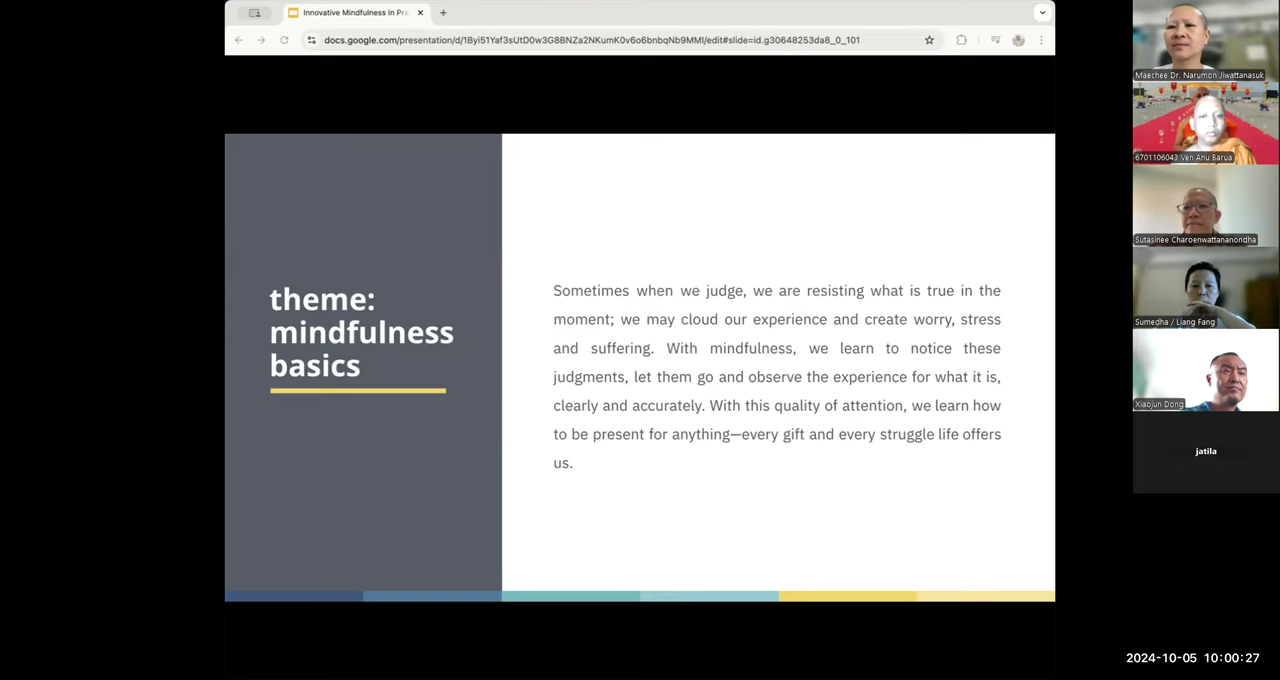 Innovative Mindfulness In Pra
docs.google.com/presentation/d/1Byi51Yaf3sUtD0w3G8BNZa2NKumK0v6o6bnbqNb9MMI/edit#slide=id.g30648253da8_0_101
theme:
mindfulness
basics
Sometimes when we judge, we are resisting what is true in the
moment; we may cloud our experience and create worry, stress
and suffering. With mindfulness, we learn to notice these
judgments, let them go and observe the experience for what it is,
clearly and accurately. With this quality of attention, we learn how
to be present for anything—every gift and every struggle life offers
us.
Maechee Dr. Narumon Jiwattanasuk
6701106043 Ven Anu Barua
Sutasinee Charoenwattananondha
Sumedha / Liang Fang
Xiaojun Dong
jatila
2024-10-05 10:00:27